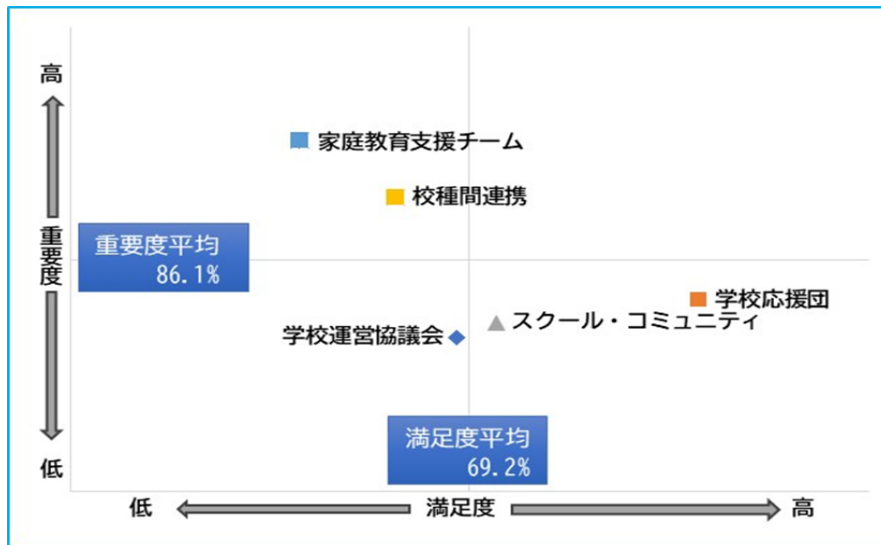 高
家庭教育支援チーム
校種間連携
重要度
重要度平均
86.1%
学校応援団
スクール・コミュニティ
学校運営協議会
満足度平均
69.2%
低
低
満足度
高